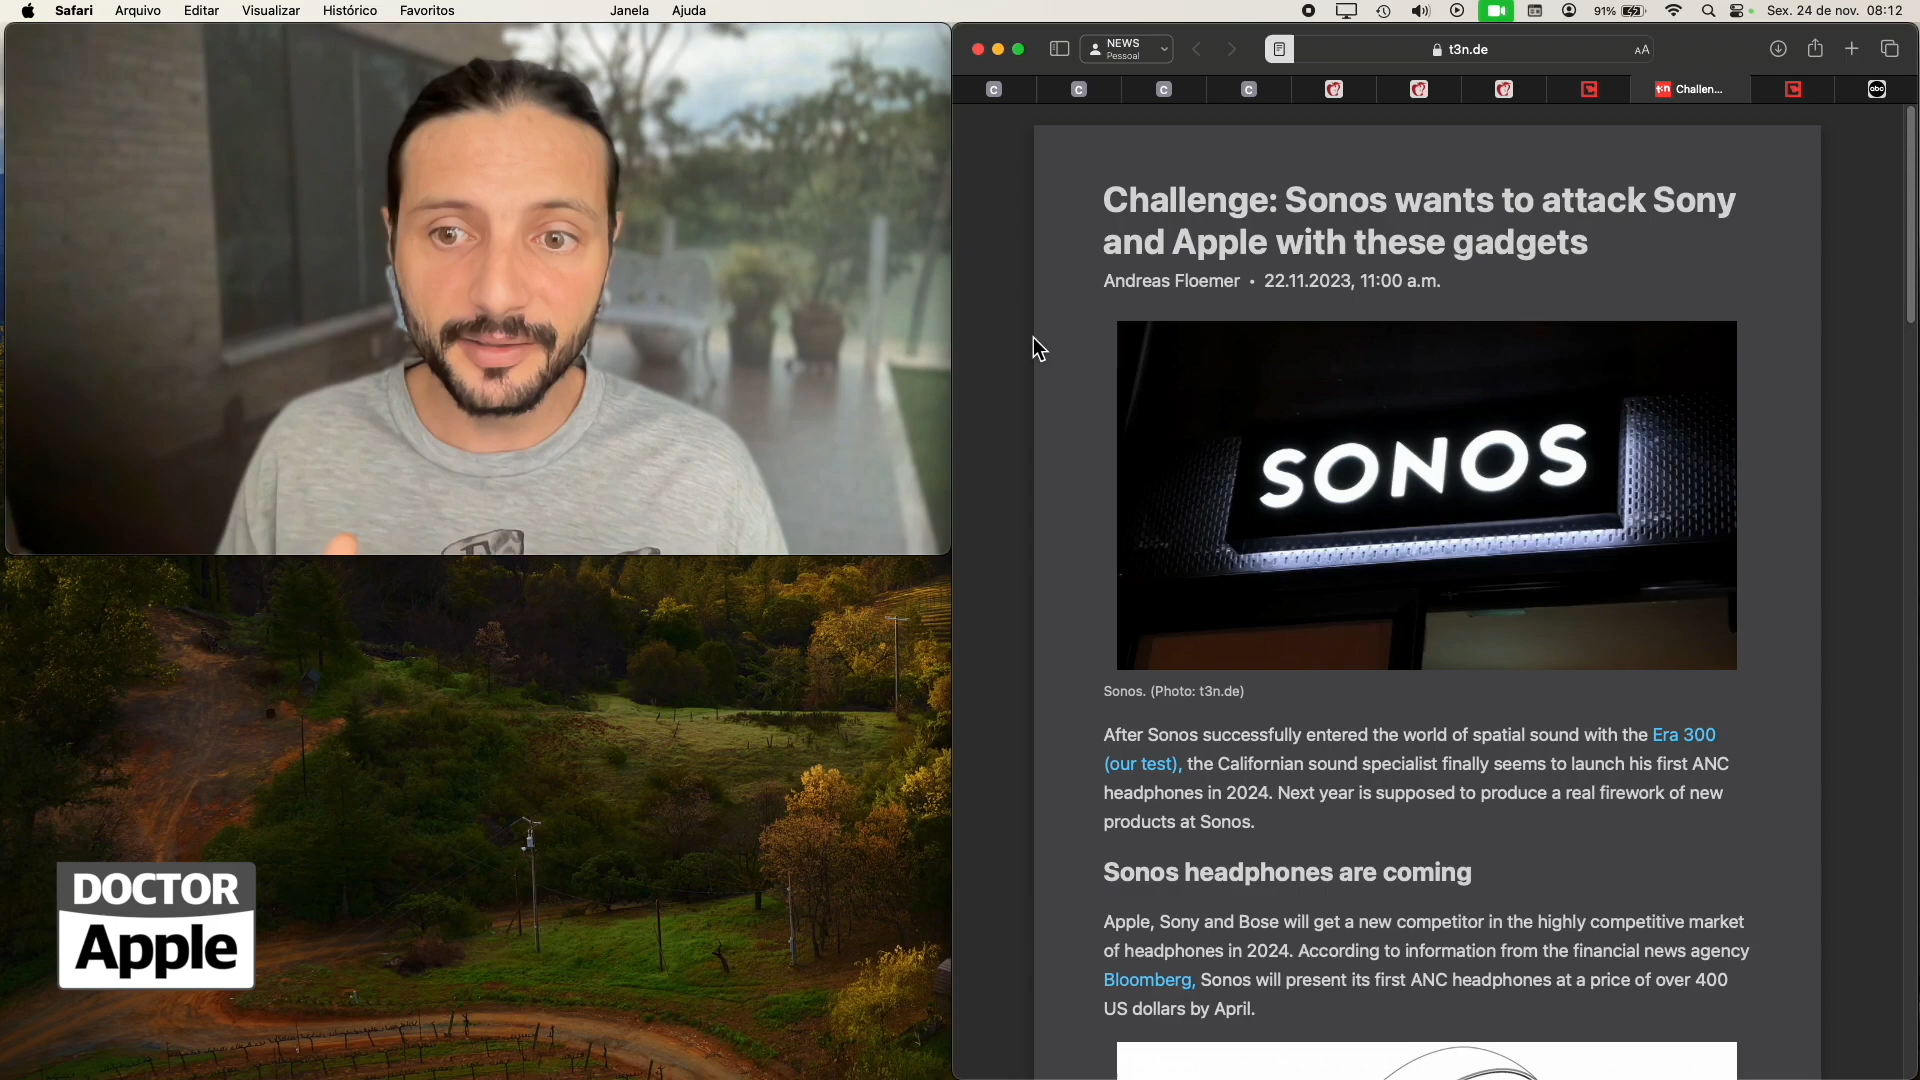 Safari Arquivo Editar Visualizar Histórico Favoritos Janela Ajuda 91% Sex. 24 de nov. 08:12
NEWS
Pessoal
t3n.de
AA
C C C C t3n Challen... abc
Challenge: Sonos wants to attack Sony
and Apple with these gadgets
Andreas Floemer • 22.11.2023, 11:00 a.m.
SONOS
Sonos. (Photo: t3n.de)
After Sonos successfully entered the world of spatial sound with the Era 300
(our test), the Californian sound specialist finally seems to launch his first ANC
headphones in 2024. Next year is supposed to produce a real firework of new
products at Sonos.
Sonos headphones are coming
Apple, Sony and Bose will get a new competitor in the highly competitive market
of headphones in 2024. According to information from the financial news agency
Bloomberg, Sonos will present its first ANC headphones at a price of over 400
US dollars by April.
DOCTOR
Apple